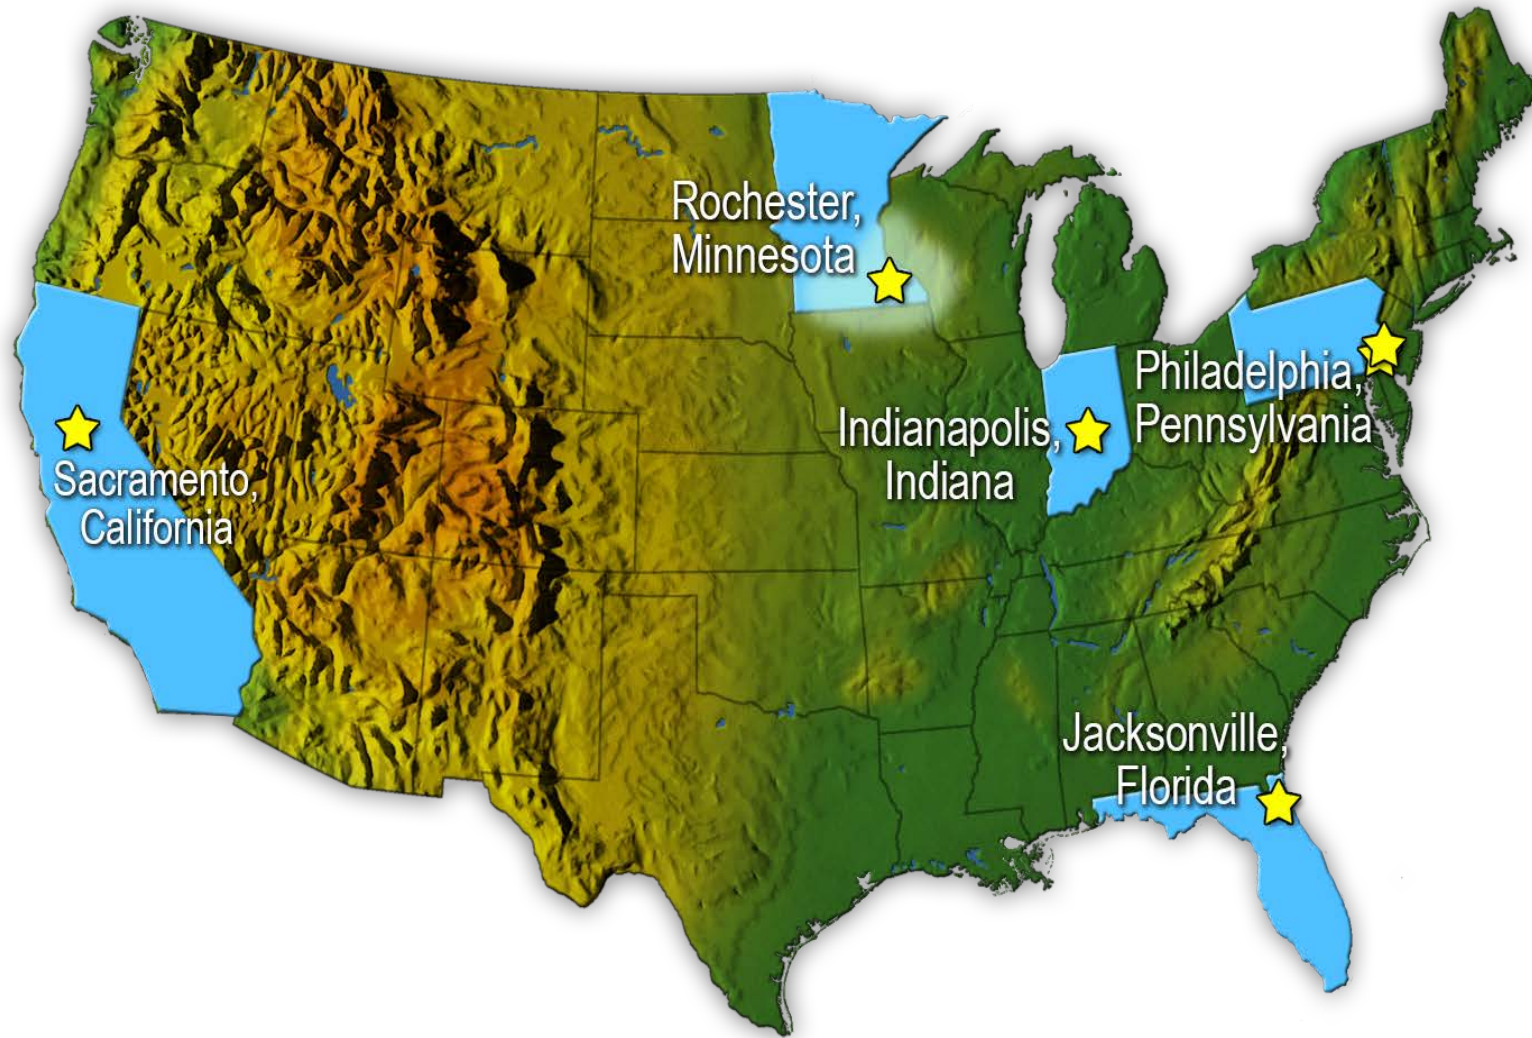 Rochester,
Minnesota
Philadelphia,
Pennsylvania
Indianapolis,
Indiana
Sacramento,
California
Jacksonville,
Florida